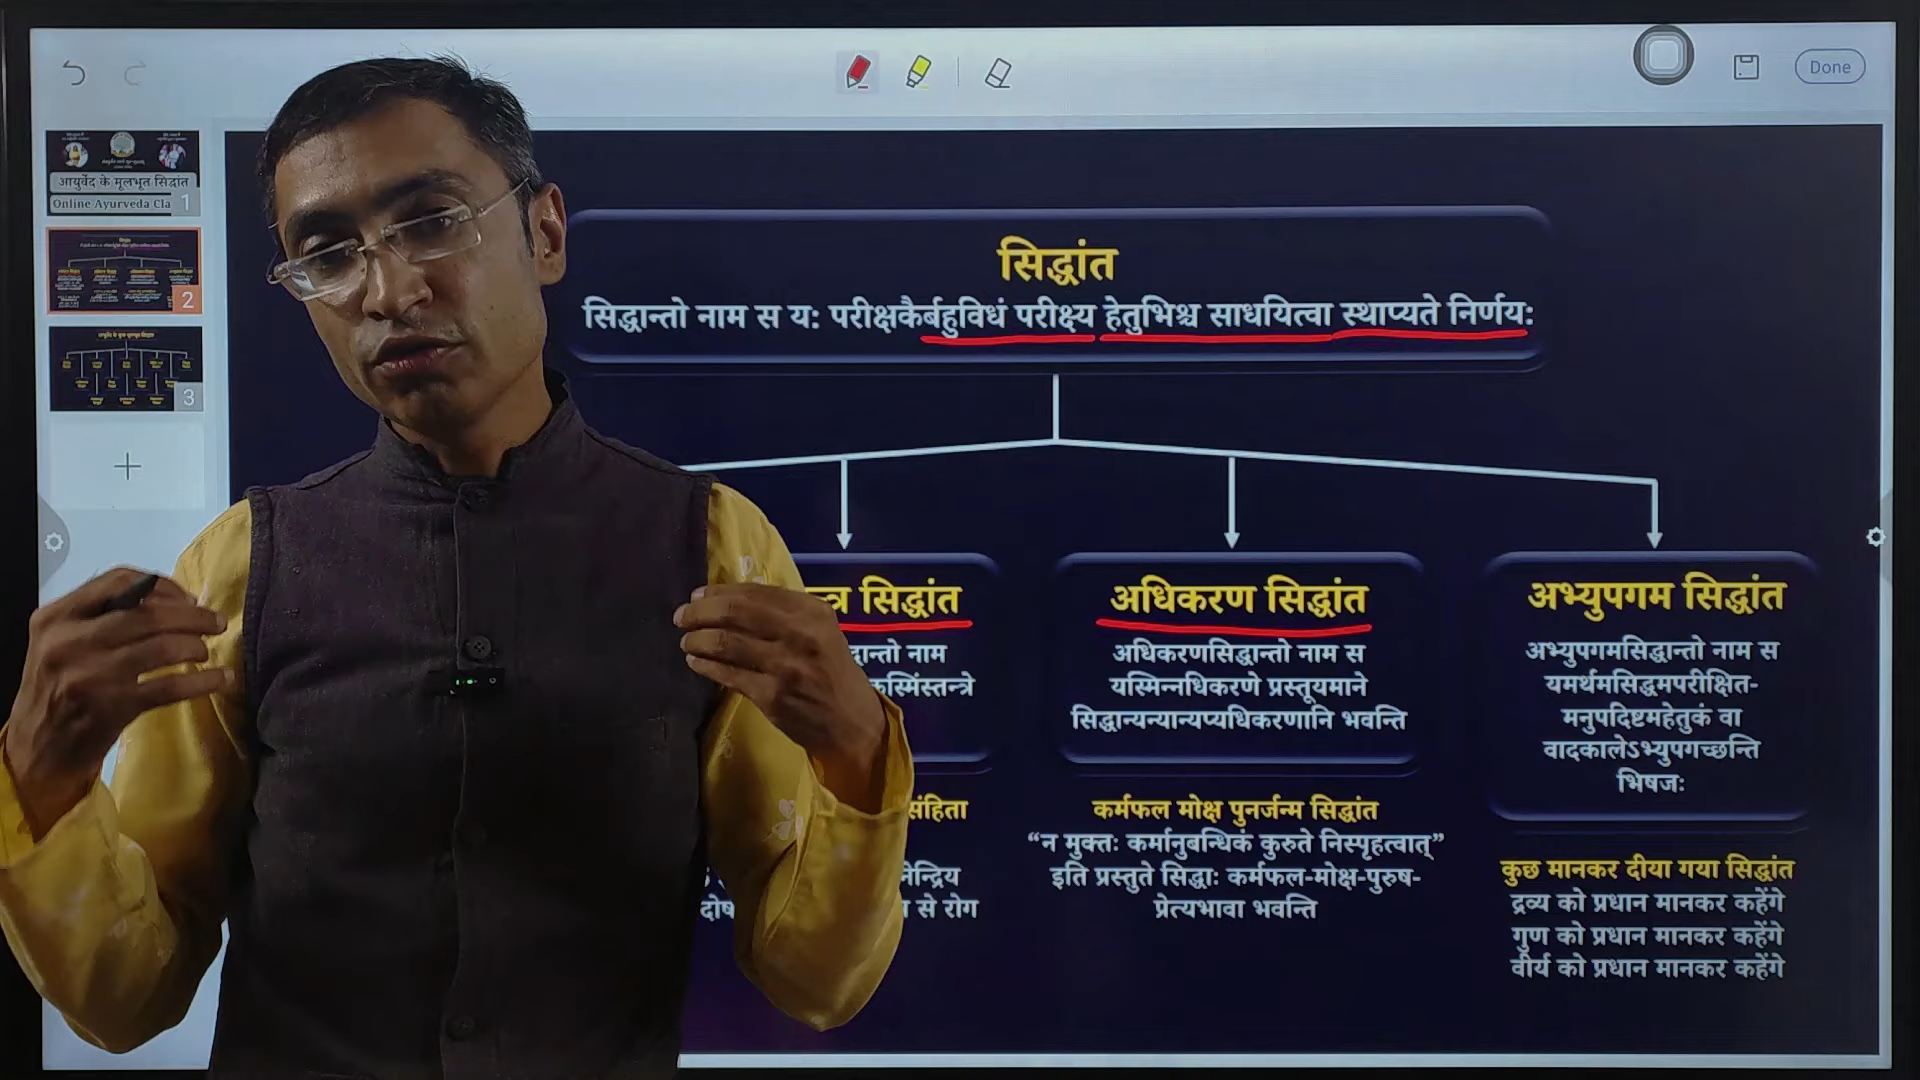 Done
आयुर्वेद के मूलभूत सिद्धांत
Online Ayurveda Cla
1
2
3
सिद्धांत
सिद्धान्तो नाम स य: परीक्षकैर्बहुविधं परीक्ष्य हेतुभिश्च साधयित्वा स्थाप्यते निर्णय:
सिद्धांत
नाम
संहिता
से रोग
अधिकरण सिद्धांत
अधिकरणसिद्धान्तो नाम स
यस्मिन्नधिकरणे प्रस्तूयमाने
सिद्धान्यन्यान्यप्यधिकरणानि भवन्ति
कर्मफल मोक्ष पुनर्जन्म सिद्धांत
“न मुक्तः कर्मानुबन्धिकं कुरुते निस्पृहत्वात्”
इति प्रस्तुते सिद्धाः कर्मफल-मोक्ष-पुरुष-
प्रेत्यभावा भवन्ति
अभ्युपगम सिद्धांत
अभ्युपगमसिद्धान्तो नाम स
यमर्थमसिद्धमपरीक्षित-
मनुपदिष्टमहेतुकं वा
वादकालेऽभ्युपगच्छन्ति
भिषजः
कुछ मानकर दीया गया सिद्धांत
द्रव्य को प्रधान मानकर कहेंगे
गुण को प्रधान मानकर कहेंगे
वीर्य को प्रधान मानकर कहेंगे